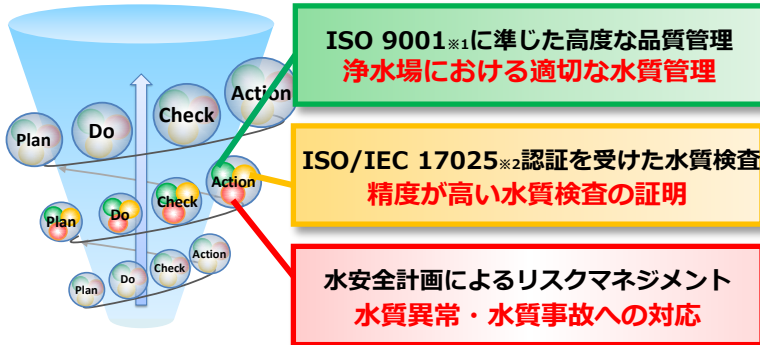 ISO 9001※1に準じた高度な品質管理
浄水場における適切な水質管理
ISO/IEC 17025※2認証を受けた水質検査
精度が高い水質検査の証明
水安全計画によるリスクマネジメント
水質異常・水質事故への対応
Plan
Do
Check
Action
Plan
Do
Check
Action
Plan
Do
Check
Action